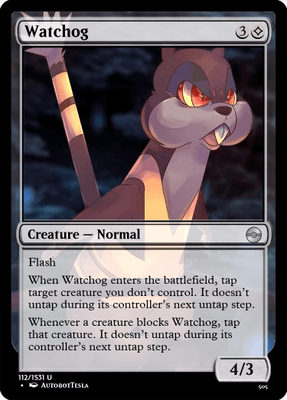 Watchog 3
Creature — Normal
Flash
When Watchog enters the battlefield, tap
target creature you don't control. It doesn't
untap during its controller's next untap step.
Whenever a creature blocks Watchog, tap
that creature. It doesn't untap during its
controller's next untap step.
4/3
112/1531 U
• AutobotTesla